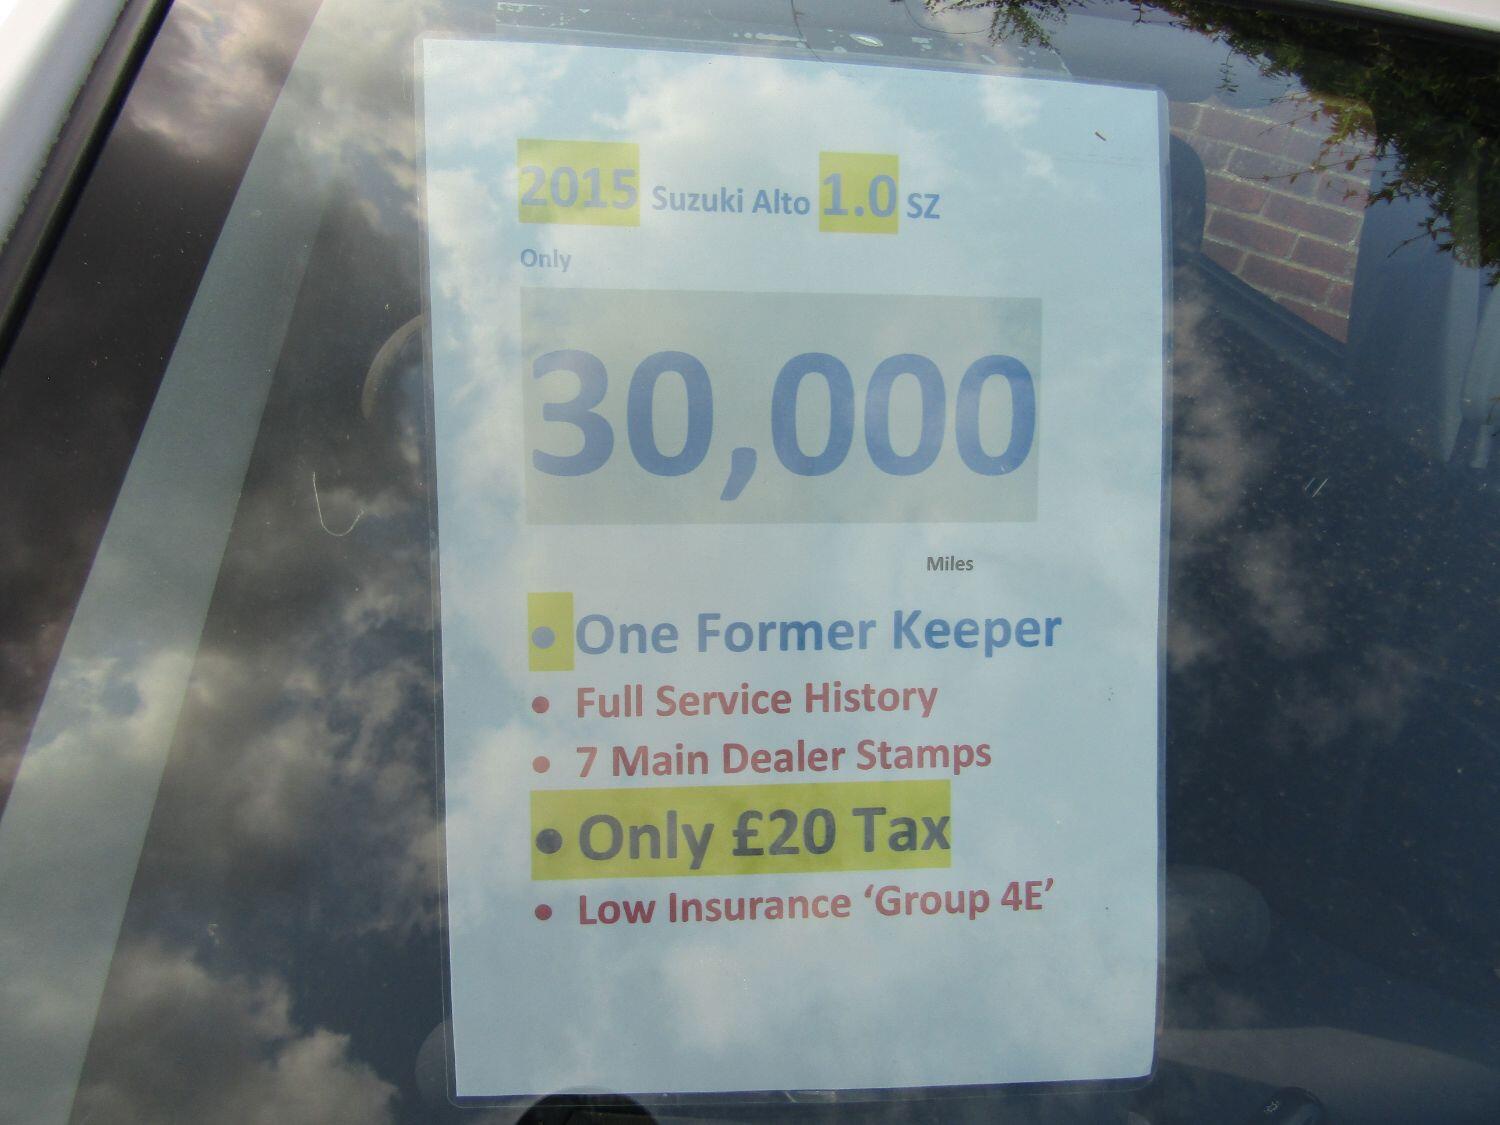 2015 Suzuki Alto 1.0 SZ
Only
30,000
Miles
• One Former Keeper
• Full Service History
• 7 Main Dealer Stamps
• Only £20 Tax
• Low Insurance ‘Group 4E’